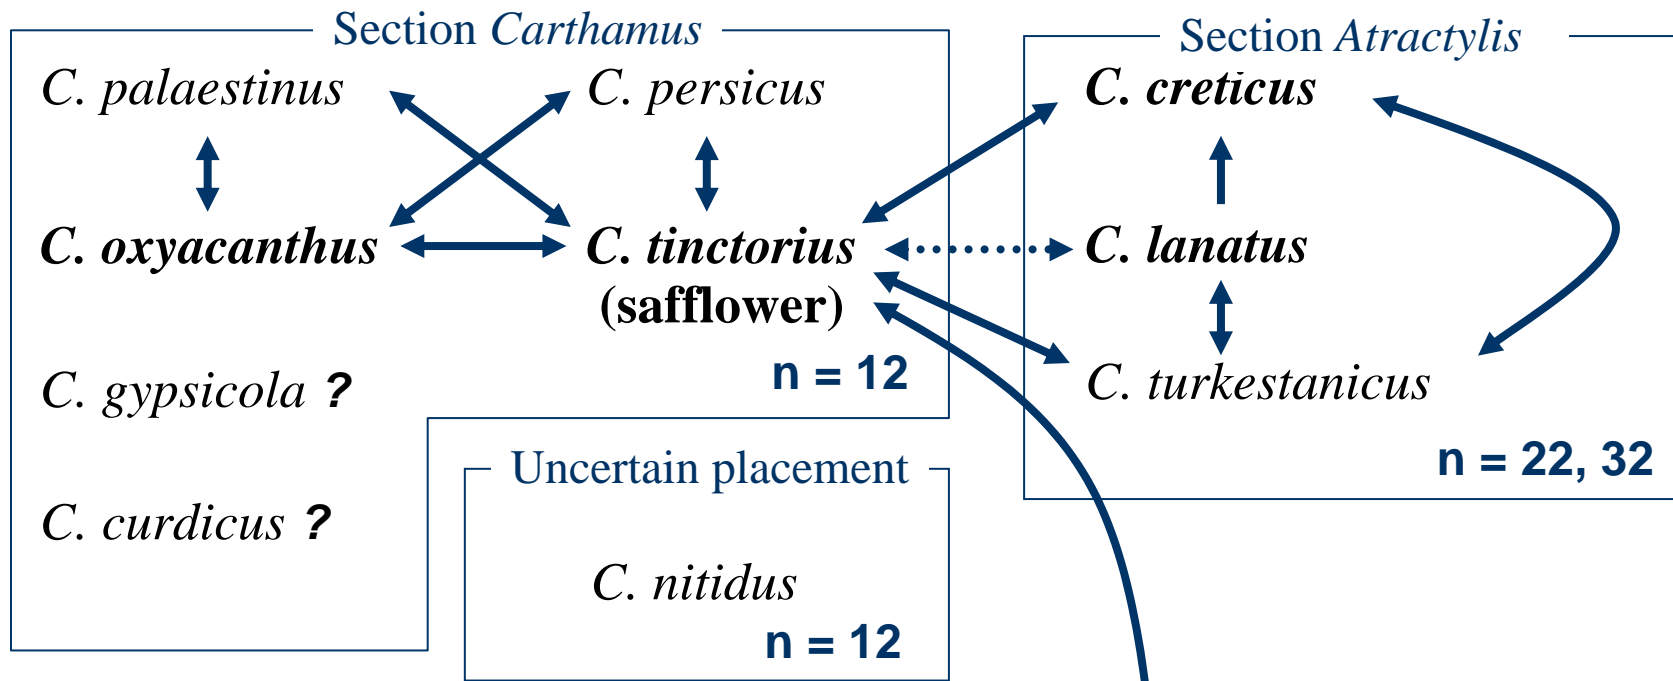 Section Carthamus
C. palaestinus
C. persicus
C. oxyacanthus
C. tinctorius
(safflower)
C. gypsicola ?
n = 12
C. curdicus ?
Uncertain placement
C. nitidus
n = 12
Section Atractylis
C. creticus
C. lanatus
C. turkestanicus
n = 22, 32